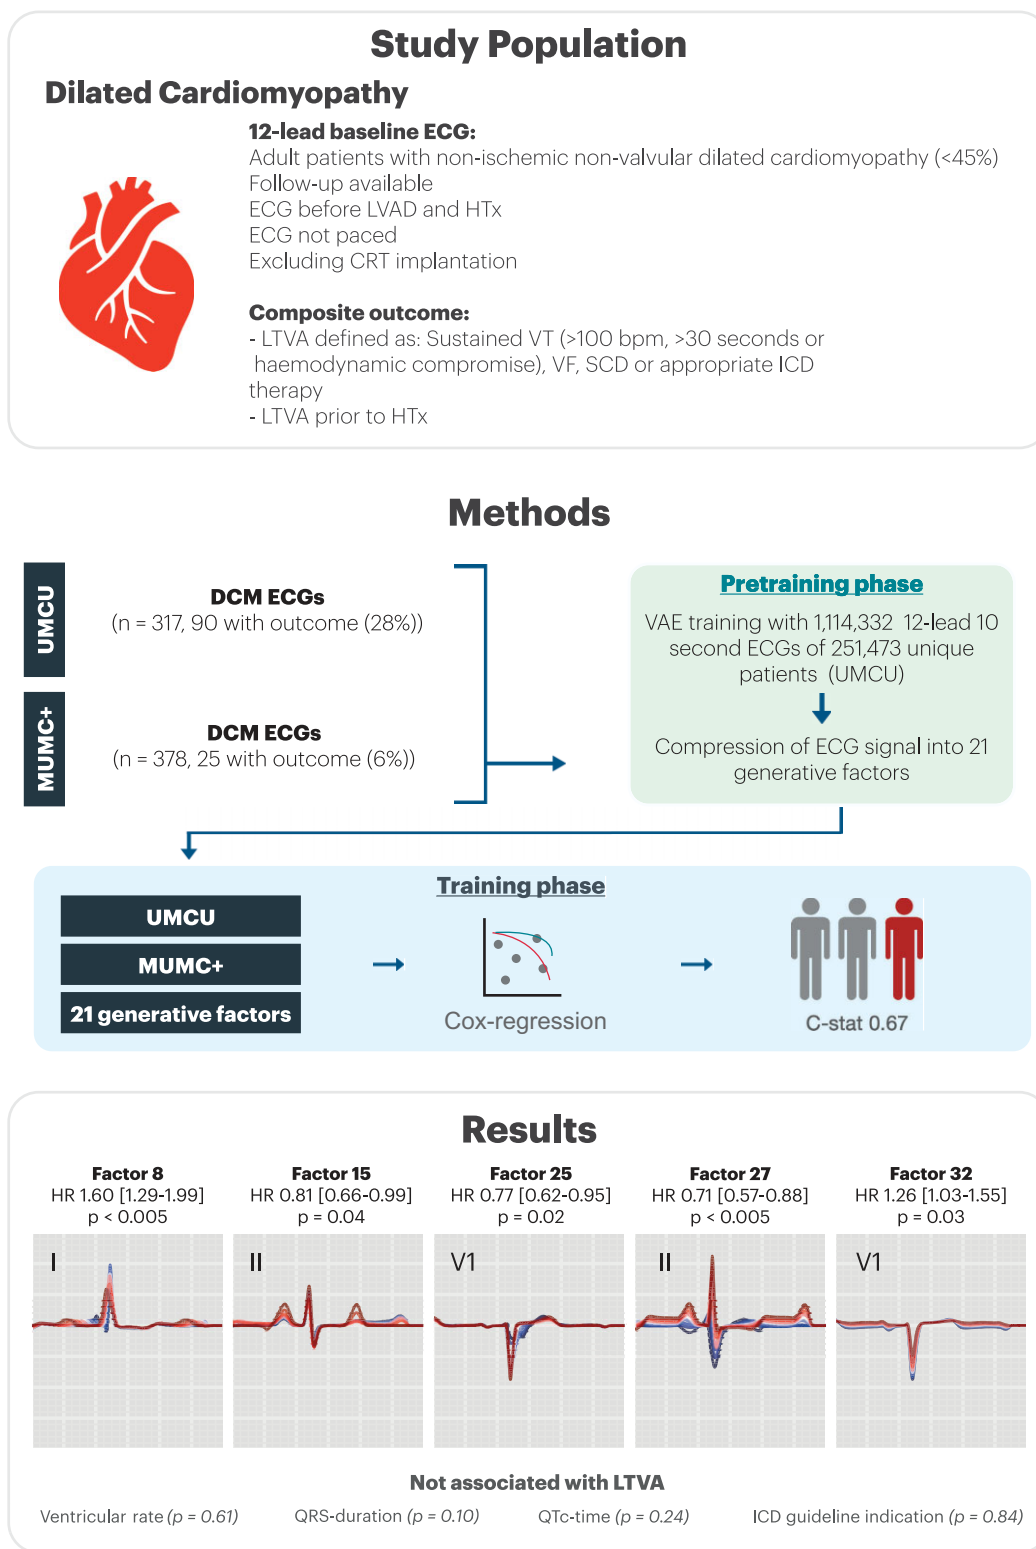 Study Population
Dilated Cardiomyopathy
12-lead baseline ECG:
Adult patients with non-ischemic non-valvular dilated cardiomyopathy (<45%)
Follow-up available
ECG before LVAD and HTx
ECG not paced
Excluding CRT implantation
Composite outcome:
- LTVA defined as: Sustained VT (>100 bpm, >30 seconds or
haemodynamic compromise), VF, SCD or appropriate ICD
therapy
- LTVA prior to HTx
Methods
UMCU
DCM ECGs
(n = 317, 90 with outcome (28%))
MUMC+
DCM ECGs
(n = 378, 25 with outcome (6%))
Pretraining phase
VAE training with 1,114,332 12-lead 10
second ECGs of 251,473 unique
patients (UMCU)
Compression of ECG signal into 21
generative factors
Training phase
UMCU
MUMC+
21 generative factors
Cox-regression
C-stat 0.67
Results
Factor 8
HR 1.60 [1.29-1.99]
p < 0.005
I
Factor 15
HR 0.81 [0.66-0.99]
p = 0.04
II
Factor 25
HR 0.77 [0.62-0.95]
p = 0.02
V1
Factor 27
HR 0.71 [0.57-0.88]
p < 0.005
II
Factor 32
HR 1.26 [1.03-1.55]
p = 0.03
V1
Not associated with LTVA
Ventricular rate (p = 0.61)
QRS-duration (p = 0.10)
QTc-time (p = 0.24)
ICD guideline indication (p = 0.84)